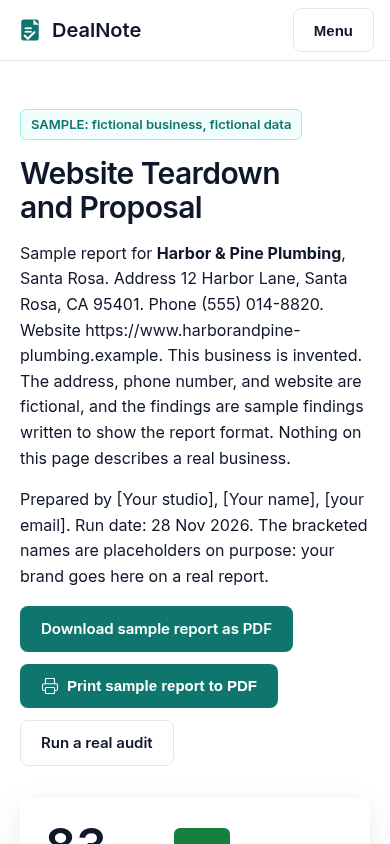 DealNote
Menu
SAMPLE: fictional business, fictional data
Website Teardown
and Proposal
Sample report for Harbor & Pine Plumbing,
Santa Rosa. Address 12 Harbor Lane, Santa
Rosa, CA 95401. Phone (555) 014-8820.
Website https://www.harborandpine-
plumbing.example. This business is invented.
The address, phone number, and website are
fictional, and the findings are sample findings
written to show the report format. Nothing on
this page describes a real business.
Prepared by [Your studio], [Your name], [your
email]. Run date: 28 Nov 2026. The bracketed
names are placeholders on purpose: your
brand goes here on a real report.
Download sample report as PDF
Print sample report to PDF
Run a real audit
83